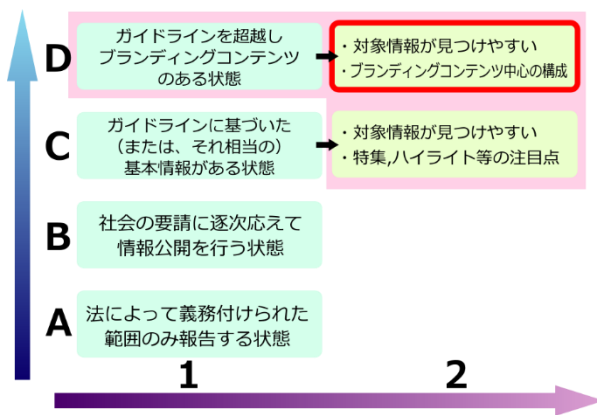 D
ガイドラインを超越し
ブランディングコンテンツ
のある状態
・対象情報が見つけやすい
・ブランディングコンテンツ中心の構成
C
ガイドラインに基づいた
(または、それ相当の)
基本情報がある状態
・対象情報が見つけやすい
・特集,ハイライト等の注目点
B
社会の要請に逐次応えて
情報公開を行う状態
A
法によって義務付けられた
範囲のみ報告する状態
1
2